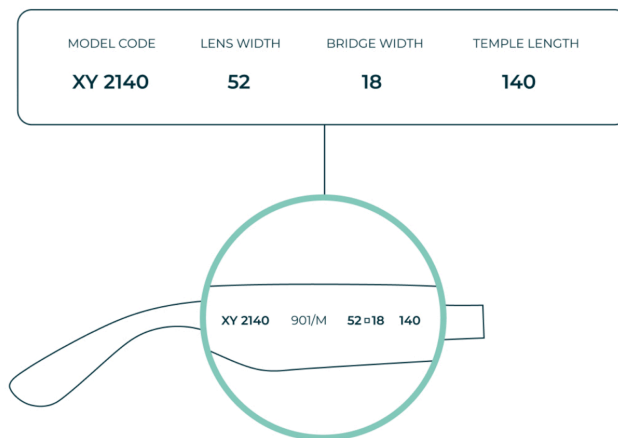 MODEL CODE LENS WIDTH BRIDGE WIDTH TEMPLE LENGTH
XY 2140 52 18 140
XY 2140 901/M 52▫18 140